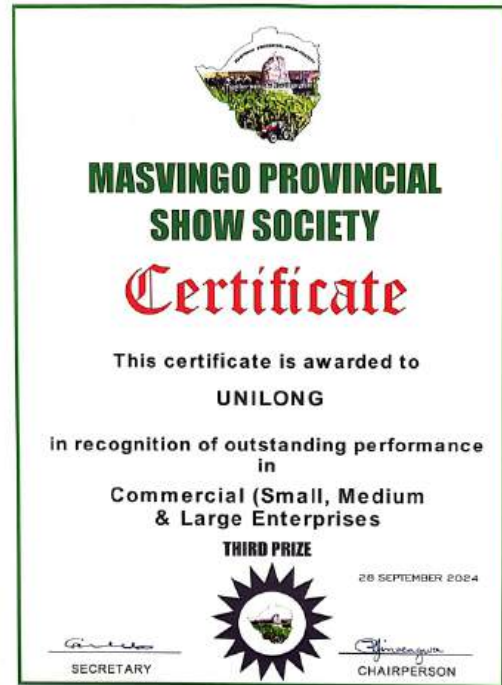 MASVINGO PROVINCIAL
SHOW SOCIETY
Certificate
This certificate is awarded to
UNILONG
in recognition of outstanding performance
in
Commercial (Small, Medium
& Large Enterprises
THIRD PRIZE
28 SEPTEMBER 2024
SECRETARY
CHAIRPERSON